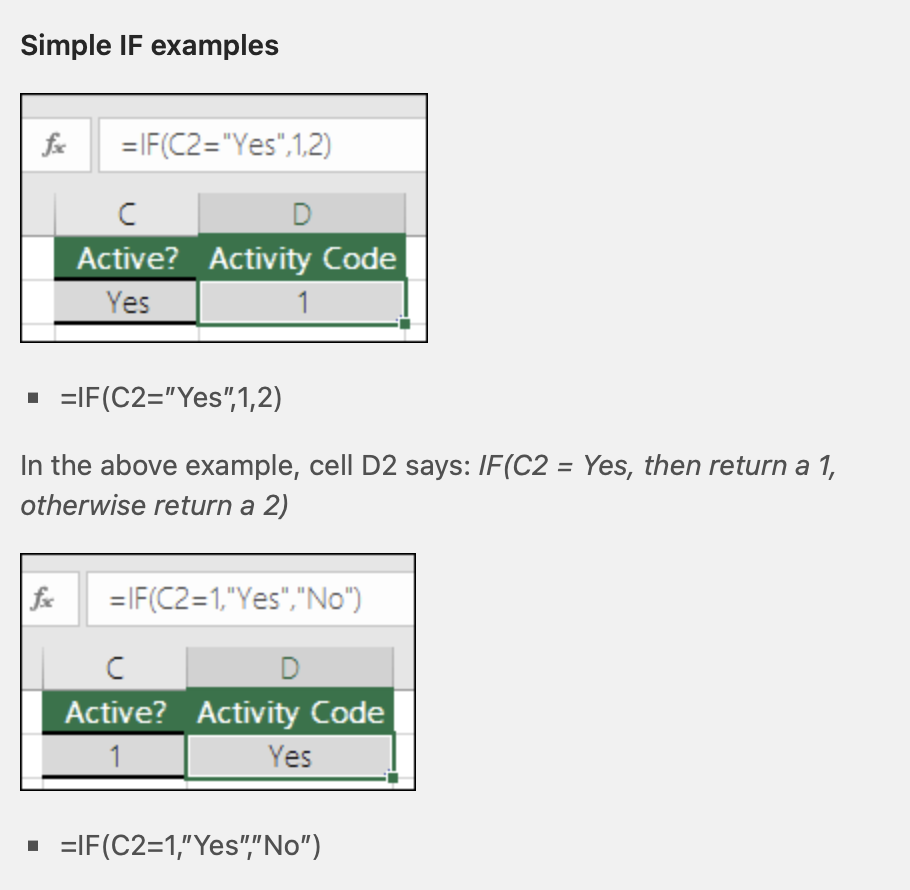 Simple IF examples
fx =IF(C2="Yes",1,2)
C D
Active? Activity Code
Yes 1
▪ =IF(C2=”Yes”,1,2)
In the above example, cell D2 says: IF(C2 = Yes, then return a 1,
otherwise return a 2)
fx =IF(C2=1,"Yes","No")
C D
Active? Activity Code
1 Yes
▪ =IF(C2=1,”Yes”,”No”)